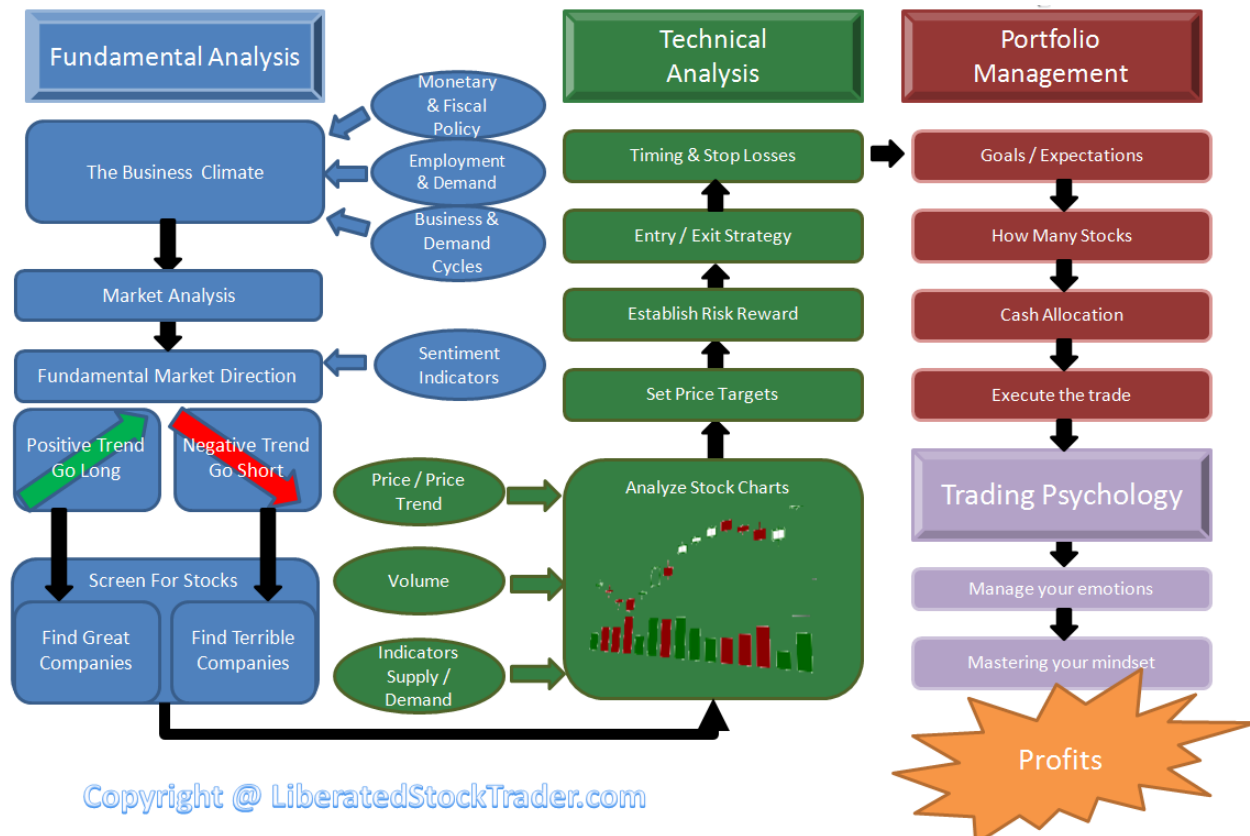 Fundamental Analysis
Monetary
& Fiscal
Policy
The Business Climate
Employment
& Demand
Business &
Demand
Cycles
Market Analysis
Fundamental Market Direction
Sentiment
Indicators
Positive Trend
Go Long
Negative Trend
Go Short
Screen For Stocks
Find Great
Companies
Find Terrible
Companies
Technical
Analysis
Timing & Stop Losses
Entry / Exit Strategy
Establish Risk Reward
Set Price Targets
Analyze Stock Charts
Price / Price
Trend
Volume
Indicators
Supply /
Demand
Portfolio
Management
Goals / Expectations
How Many Stocks
Cash Allocation
Execute the trade
Trading Psychology
Manage your emotions
Mastering your mindset
Profits
Copyright @ LiberatedStockTrader.com